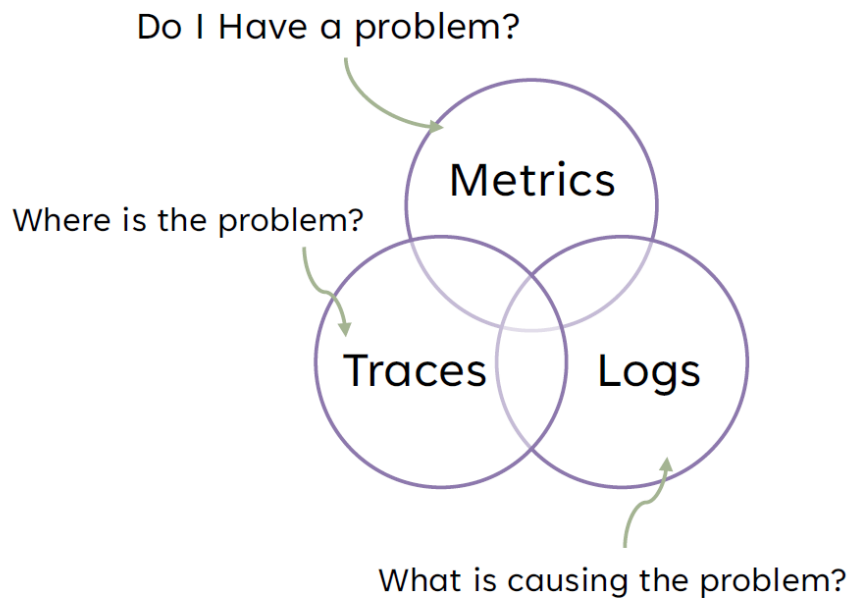 Do I Have a problem?
Metrics
Where is the problem?
Traces
Logs
What is causing the problem?